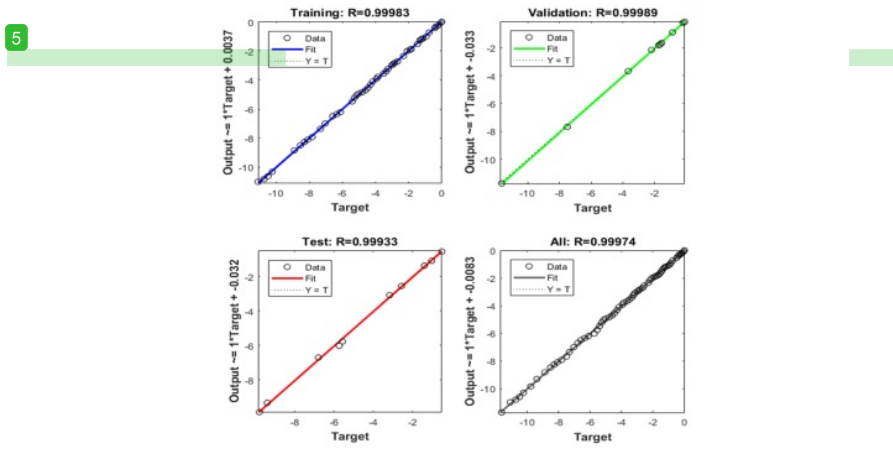 5
Training: R=0.99983
Output ~= 1*Target + 0.0037
Data
Fit
Y = T
0
-2
-4
-6
-8
-10
-10
-8
-6
-4
-2
0
Target
Validation: R=0.99989
Output ~= 1*Target + -0.033
Data
Fit
Y = T
-2
-4
-6
-8
-10
-10
-8
-6
-4
-2
Target
Test: R=0.99933
Output ~= 1*Target + -0.032
Data
Fit
Y = T
-2
-4
-6
-8
-8
-6
-4
-2
Target
All: R=0.99974
Output ~= 1*Target + -0.0083
Data
Fit
Y = T
0
-2
-4
-6
-8
-10
-10
-8
-6
-4
-2
0
Target